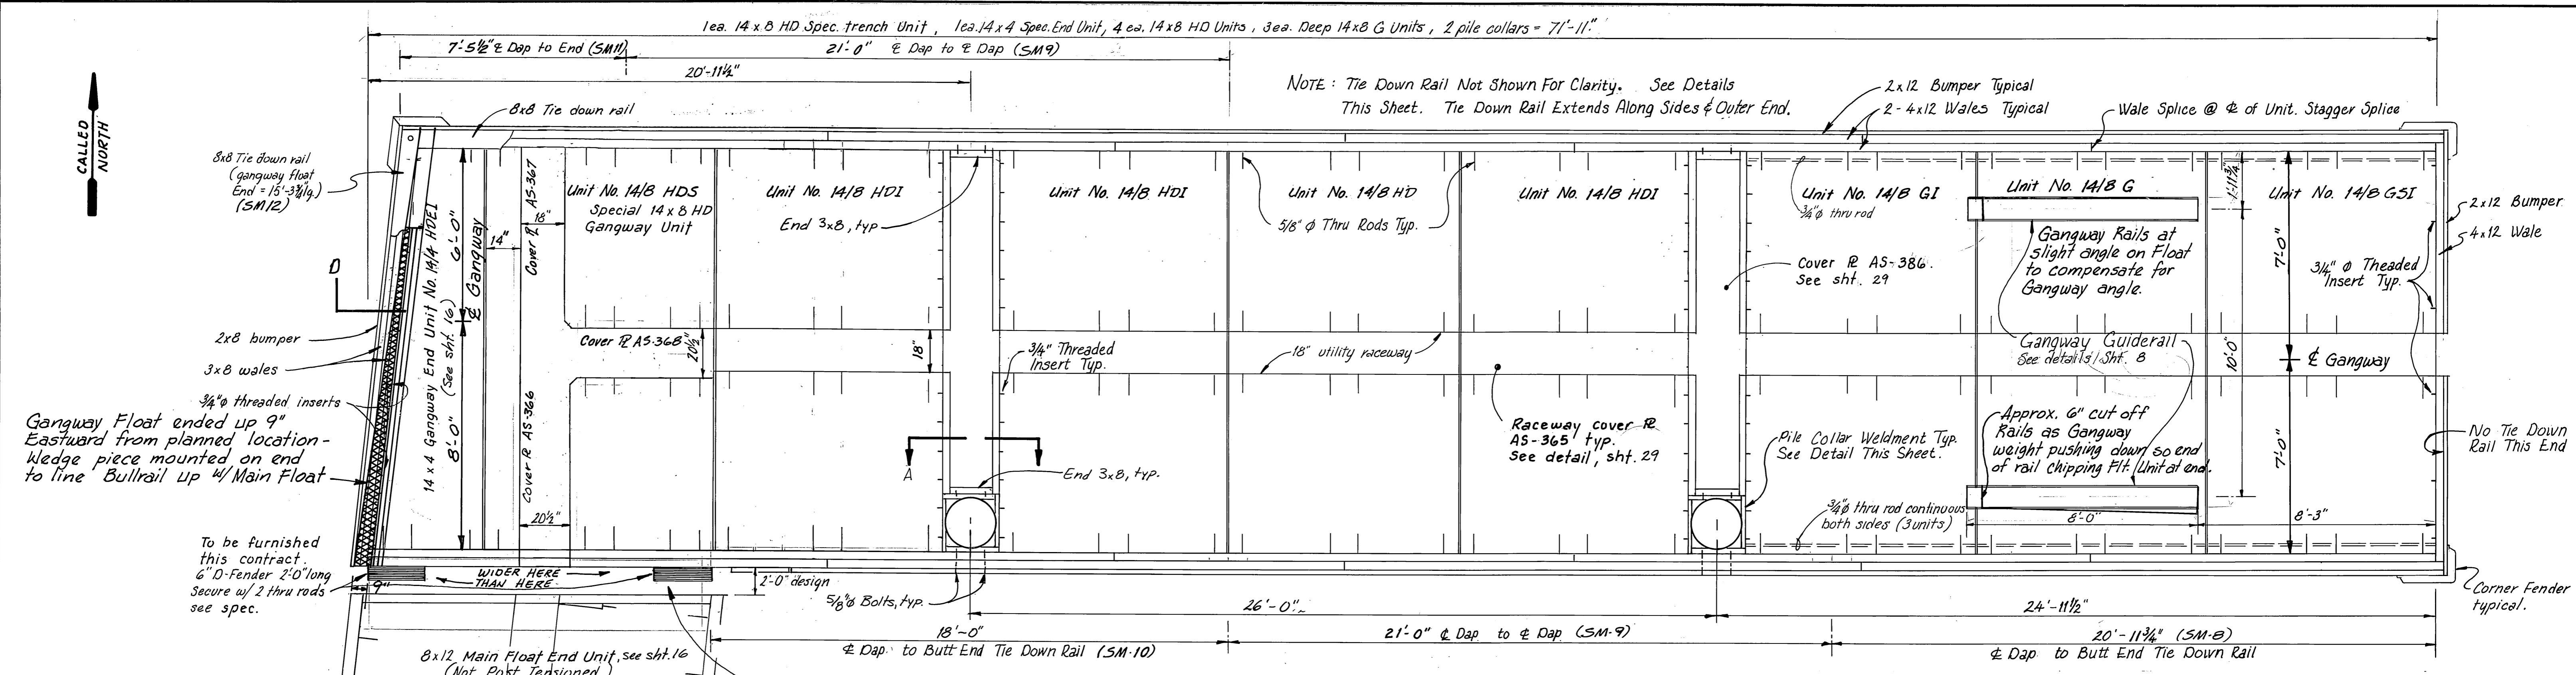 1ea. 14 x 8 HD Spec. trench Unit, 1ea. 14 x 4 Spec. End Unit, 4 ea. 14x8 HD Units, 3ea. Deep 14x8 G Units, 2 pile collars = 71'-11"
7'-5½" ℄ Dap to End (SM11)
21'-0" ℄ Dap to ℄ Dap (SM9)
20'-11½"
CALLED
NORTH
8x8 Tie down rail
NOTE: Tie Down Rail Not Shown For Clarity. See Details
This Sheet. Tie Down Rail Extends Along Sides & Outer End.
2x12 Bumper Typical
2-4x12 Wales Typical
Wale Splice @ ℄ of Unit. Stagger Splice
8x8 Tie down rail
(gangway float
End = 15'-3¾"lg.)
(SM12)
14 x 4 Gangway End Unit No. 14/4 HDEI
(See sht. 16)
6'-0"
8'-0"
℄ Gangway
14"
Cover ℞ AS-367
18"
Unit No. 14/8 HDS
Special 14 x 8 HD
Gangway Unit
Unit No. 14/8 HDI
End 3x8, typ
Unit No. 14/8 HDI
Unit No. 14/8 HD
5/8" ϕ Thru Rods Typ.
Unit No. 14/8 HDI
Unit No. 14/8 GI
¾"ϕ thru rod
Unit No. 14/8 G
1'-11¾"
Unit No. 14/8 GSI
2x12 Bumper
4x12 Wale
3/4" ϕ Theaded
Insert Typ.
Gangway Rails at
slight angle on Float
to compensate for
Gangway angle.
Cover ℞ AS-386.
See sht. 29
7'-0"
10'-0"
D
2x8 bumper
3x8 wales
¾"ϕ threaded inserts
Cover ℞ AS-368
20½"
18"
3/4" Threaded
Insert Typ.
18" utility raceway
Gangway Guiderail
See details/Sht. 8
℄ Gangway
Gangway Float ended up 9"
Eastward from planned location-
Wedge piece mounted on end
to line Bullrail up w/ Main Float
Cover ℞ AS-366
20½"
A
End 3x8, typ.
Raceway cover ℞
AS-365 typ.
See detail, sht. 29
Pile Collar Weldment Typ.
See Detail This Sheet.
Approx. 6" cut off
Rails as Gangway
weight pushing down so end
of rail chipping Flt. Unit at end.
7'-0"
No Tie Down
Rail This End
¾"ϕ thru rod continuous
both sides (3 units)
8'-0"
8'-3"
To be furnished
this contract.
6" D-Fender 2'-0" long
Secure w/ 2 thru rods
see spec.
9"
WIDER HERE
THAN HERE
2'-0" design
5/8"ϕ Bolts, typ.
Corner Fender
typical.
26'-0"
24'-11½"
18'-0"
℄ Dap to Butt End Tie Down Rail (SM-10)
21'-0" ℄ Dap to ℄ Dap (SM-9)
20'-11¾" (SM-8)
℄ Dap to Butt End Tie Down Rail
8x12 Main Float End Unit, see sht. 16
(Not Post Tensioned)